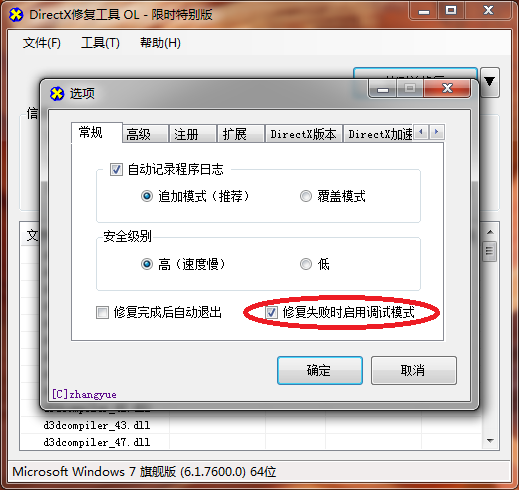 DirectX修复工具 OL - 限时特别版
文件(F) 工具(T) 帮助(H)
选项
常规 高级 注册 扩展 DirectX版本 DirectX加速
自动记录程序日志
追加模式（推荐） 覆盖模式
安全级别
高（速度慢） 低
修复完成后自动退出 修复失败时启用调试模式
确定 取消
[C]zhangyue
d3dcompiler_43.dll
d3dcompiler_47.dll
Microsoft Windows 7 旗舰版 (6.1.7600.0) 64位